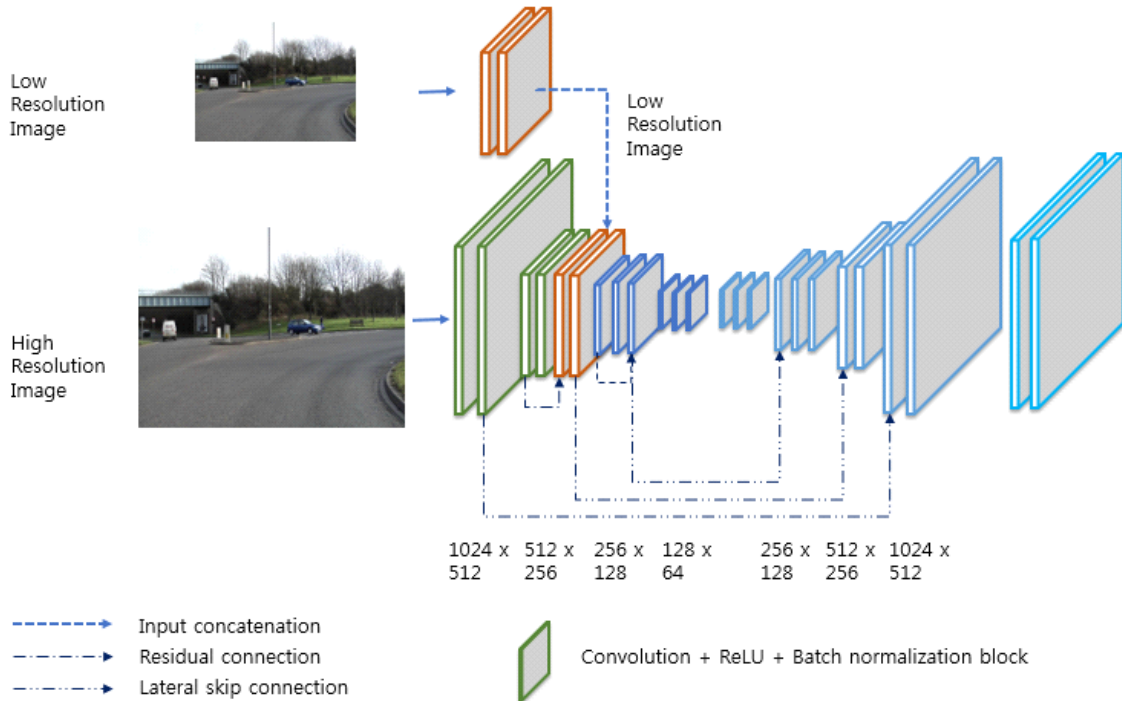 Low
Resolution
Image
Low
Resolution
Image
High
Resolution
Image
1024 x
512
512 x
256
256 x
128
128 x
64
256 x
128
512 x
256
1024 x
512
Input concatenation
Residual connection
Lateral skip connection
Convolution + ReLU + Batch normalization block